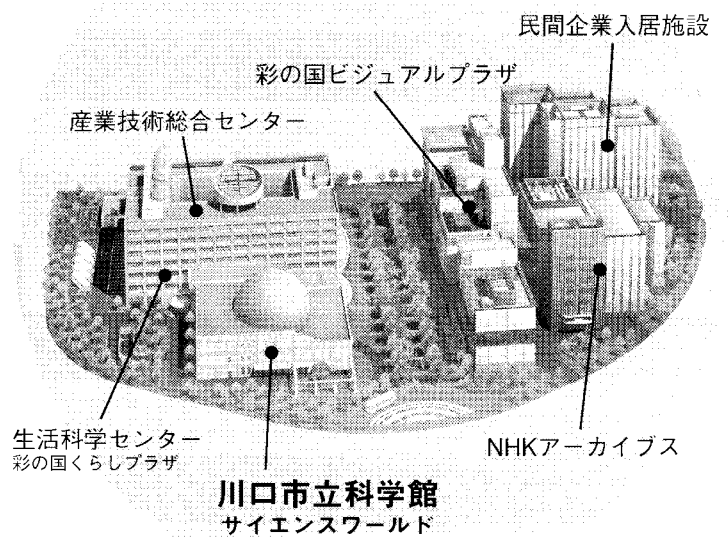 民間企業入居施設
彩の国ビジュアルプラザ
産業技術総合センター
生活科学センター
彩の国くらしプラザ
NHKアーカイブス
川口市立科学館
サイエンスワールド